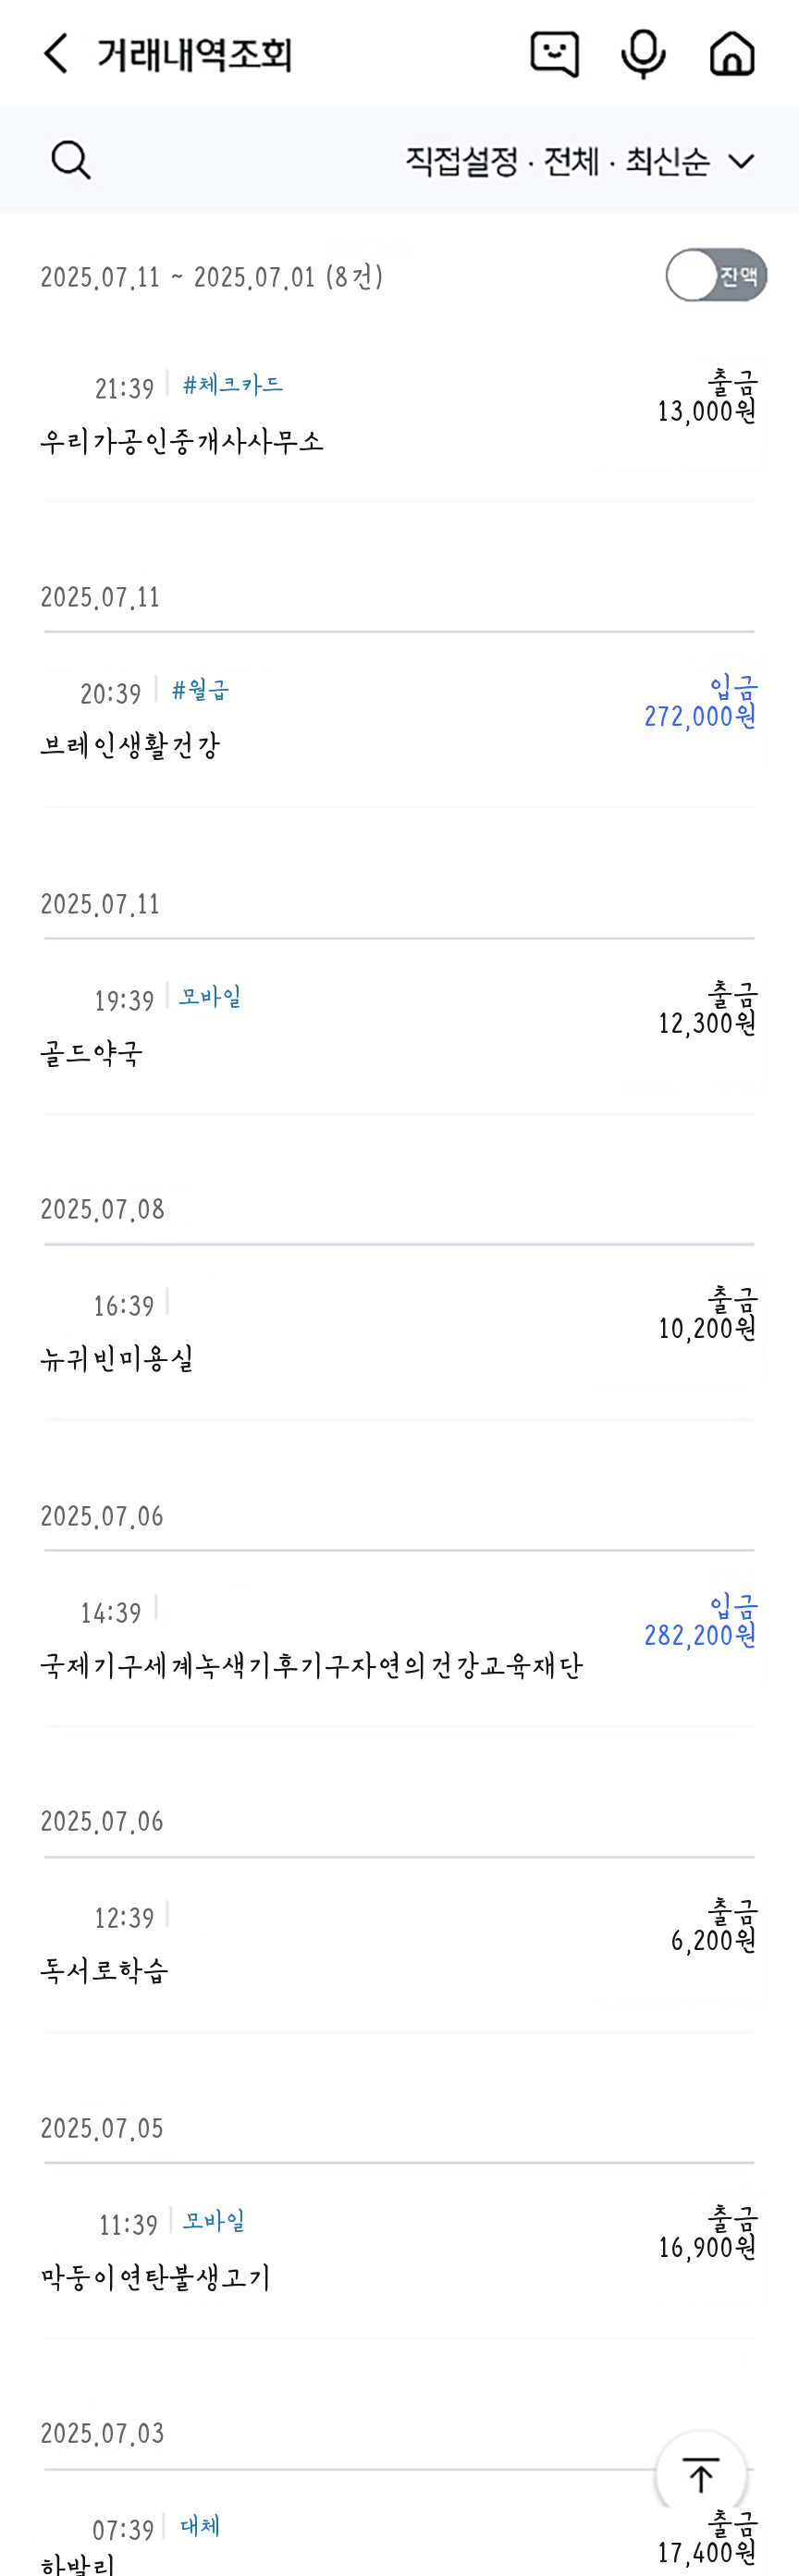 거래내역조회
직접설정 · 전체 · 최신순
2025.07.11 ~ 2025.07.01 (8건)
잔액
21:39 #체크카드
출금
13,000원
우리가공인중개사사무소
2025.07.11
20:39 #월급
입금
272,000원
브레인생활건강
2025.07.11
19:39 모바일
출금
12,300원
골드약국
2025.07.08
16:39
출금
10,200원
뉴귀빈미용실
2025.07.06
14:39
입금
282,200원
국제기구세계녹색기후기구자연의건강교육재단
2025.07.06
12:39
출금
6,200원
독서로학습
2025.07.05
11:39 모바일
출금
16,900원
막둥이연탄불생고기
2025.07.03
07:39 대체
출금
17,400원
하발리